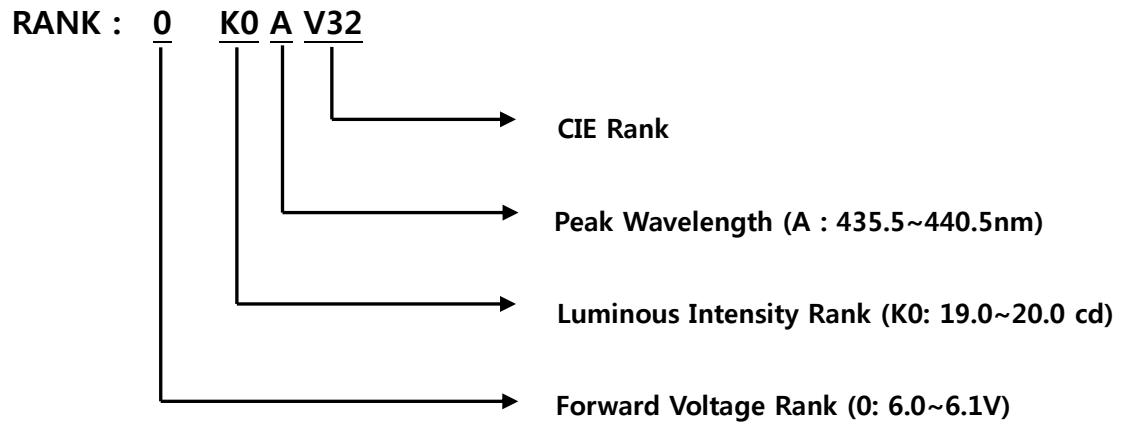 RANK : 0 K0 A V32
CIE Rank
Peak Wavelength (A : 435.5~440.5nm)
Luminous Intensity Rank (K0: 19.0~20.0 cd)
Forward Voltage Rank (0: 6.0~6.1V)